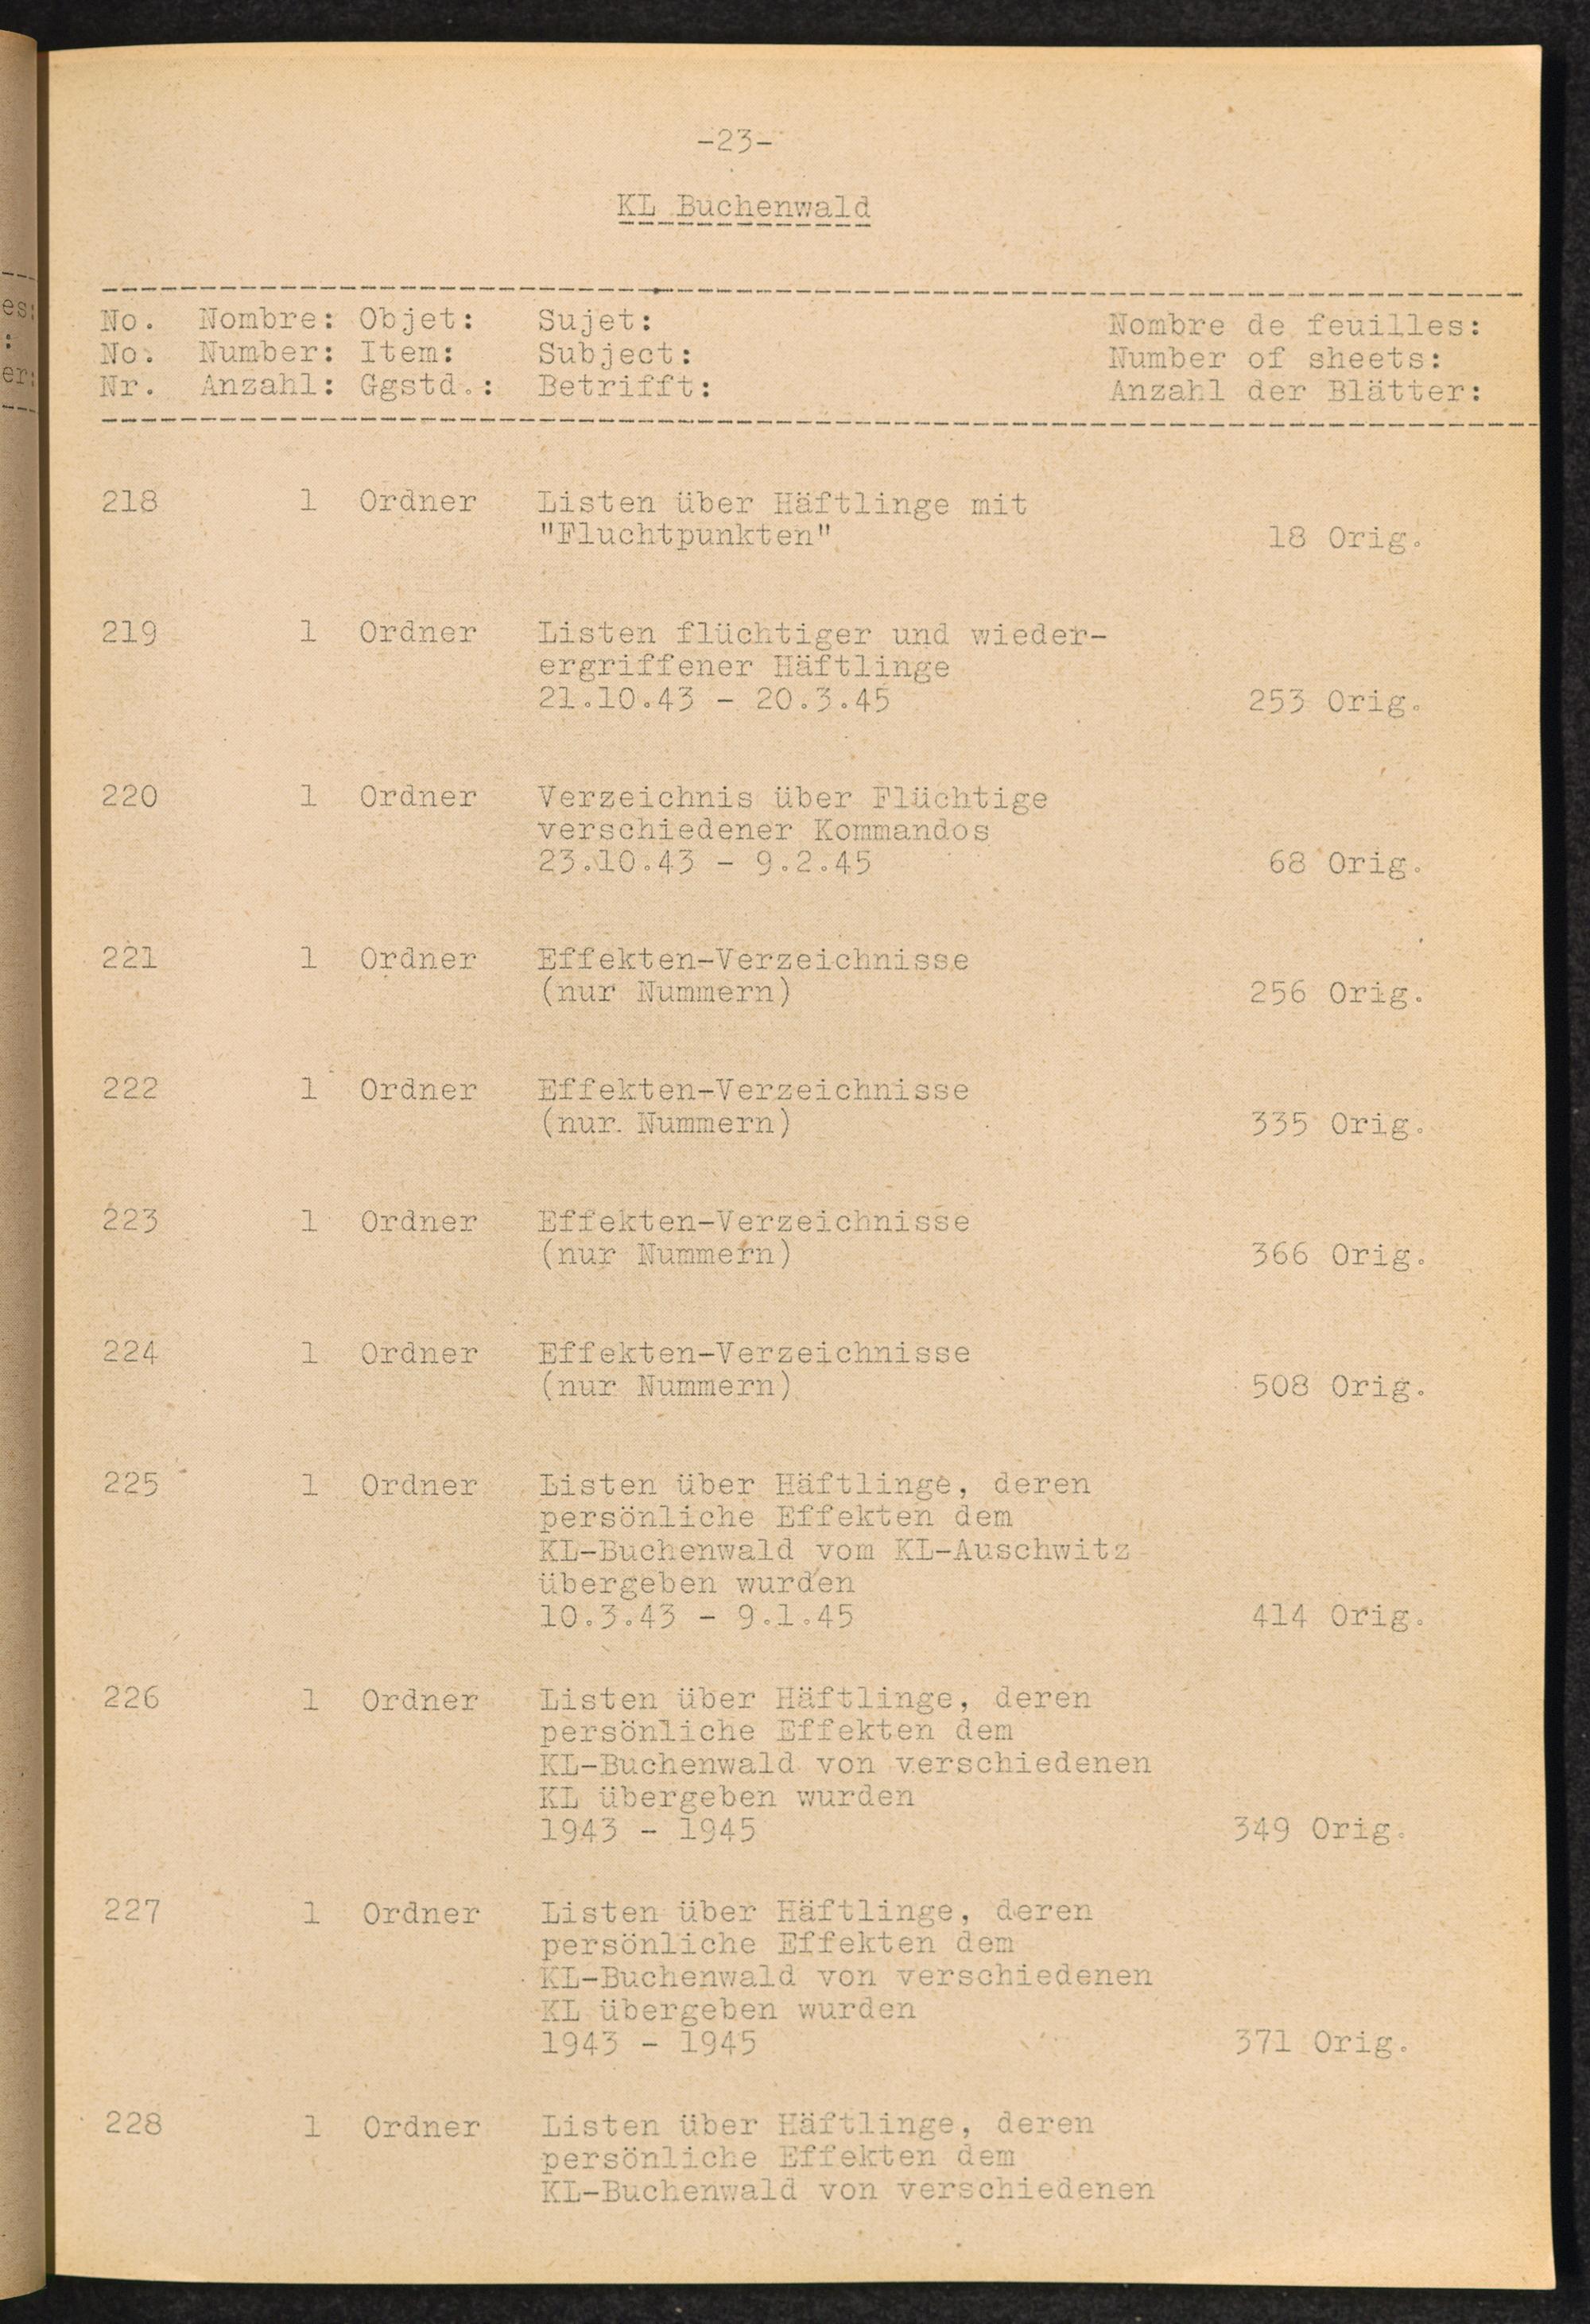 -23-
KL Buchenwald
No. Nombre: Objet: Sujet: Nombre de feuilles:
No. Number: Item: Subject: Number of sheets:
Nr. Anzahl: Ggstd.: Betrifft: Anzahl der Blätter:
218 1 Ordner Listen über Häftlinge mit
"Fluchtpunkten" 18 Orig.
219 1 Ordner Listen flüchtiger und wieder-
ergriffener Häftlinge
21.10.43 - 20.3.45 253 Orig.
220 1 Ordner Verzeichnis über Flüchtige
verschiedener Kommandos
23.10.43 - 9.2.45 68 Orig.
221 1 Ordner Effekten-Verzeichnisse
(nur Nummern) 256 Orig.
222 1 Ordner Effekten-Verzeichnisse
(nur Nummern) 335 Orig.
223 1 Ordner Effekten-Verzeichnisse
(nur Nummern) 366 Orig.
224 1 Ordner Effekten-Verzeichnisse
(nur Nummern) 508 Orig.
225 1 Ordner Listen über Häftlinge, deren
persönliche Effekten dem
KL-Buchenwald vom KL-Auschwitz
übergeben wurden
10.3.43 - 9.1.45 414 Orig.
226 1 Ordner Listen über Häftlinge, deren
persönliche Effekten dem
KL-Buchenwald von verschiedenen
KL übergeben wurden
1943 - 1945 349 Orig.
227 1 Ordner Listen über Häftlinge, deren
persönliche Effekten dem
KL-Buchenwald von verschiedenen
KL übergeben wurden
1943 - 1945 371 Orig.
228 1 Ordner Listen über Häftlinge, deren
persönliche Effekten dem
KL-Buchenwald von verschiedenen